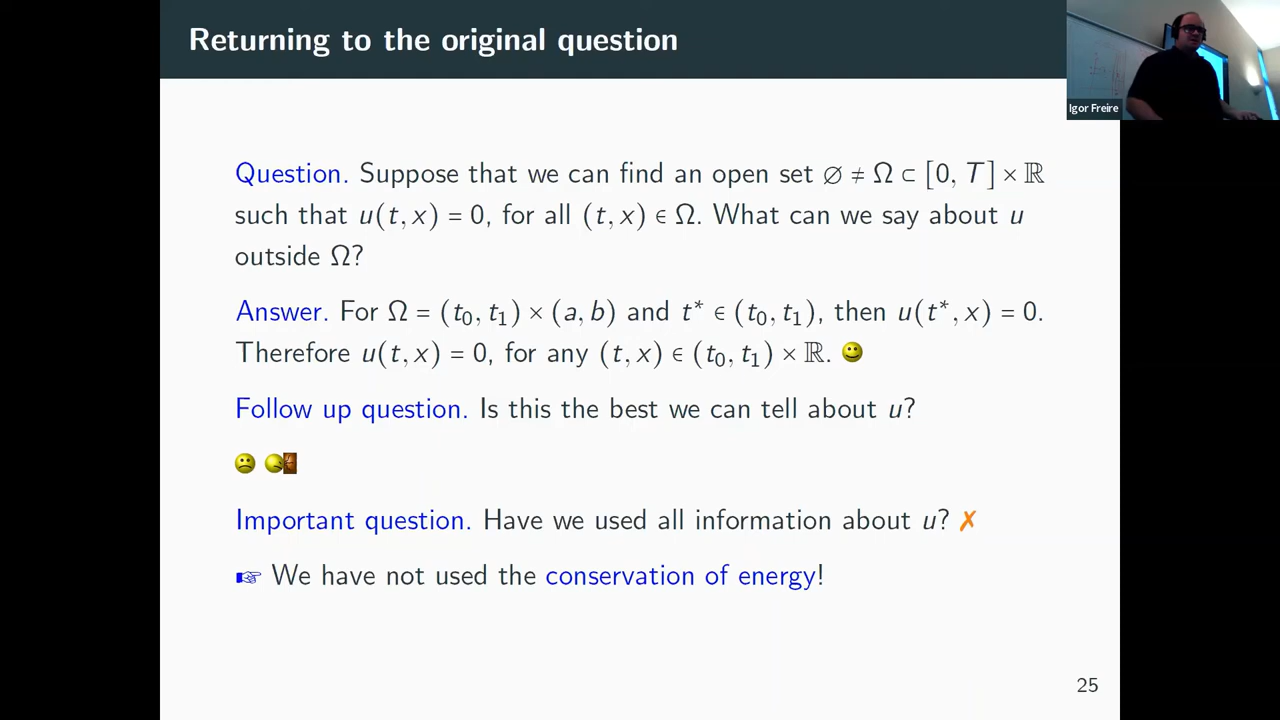 Returning to the original question
Igor Freire
Question. Suppose that we can find an open set ∅ ≠ Ω ⊂ [0, T] × ℝ
such that u(t, x) = 0, for all (t, x) ∈ Ω. What can we say about u
outside Ω?
Answer. For Ω = (t₀, t₁) × (a, b) and t* ∈ (t₀, t₁), then u(t*, x) = 0.
Therefore u(t, x) = 0, for any (t, x) ∈ (t₀, t₁) × ℝ.
Follow up question. Is this the best we can tell about u?
Important question. Have we used all information about u? ✗
☞ We have not used the conservation of energy!
25